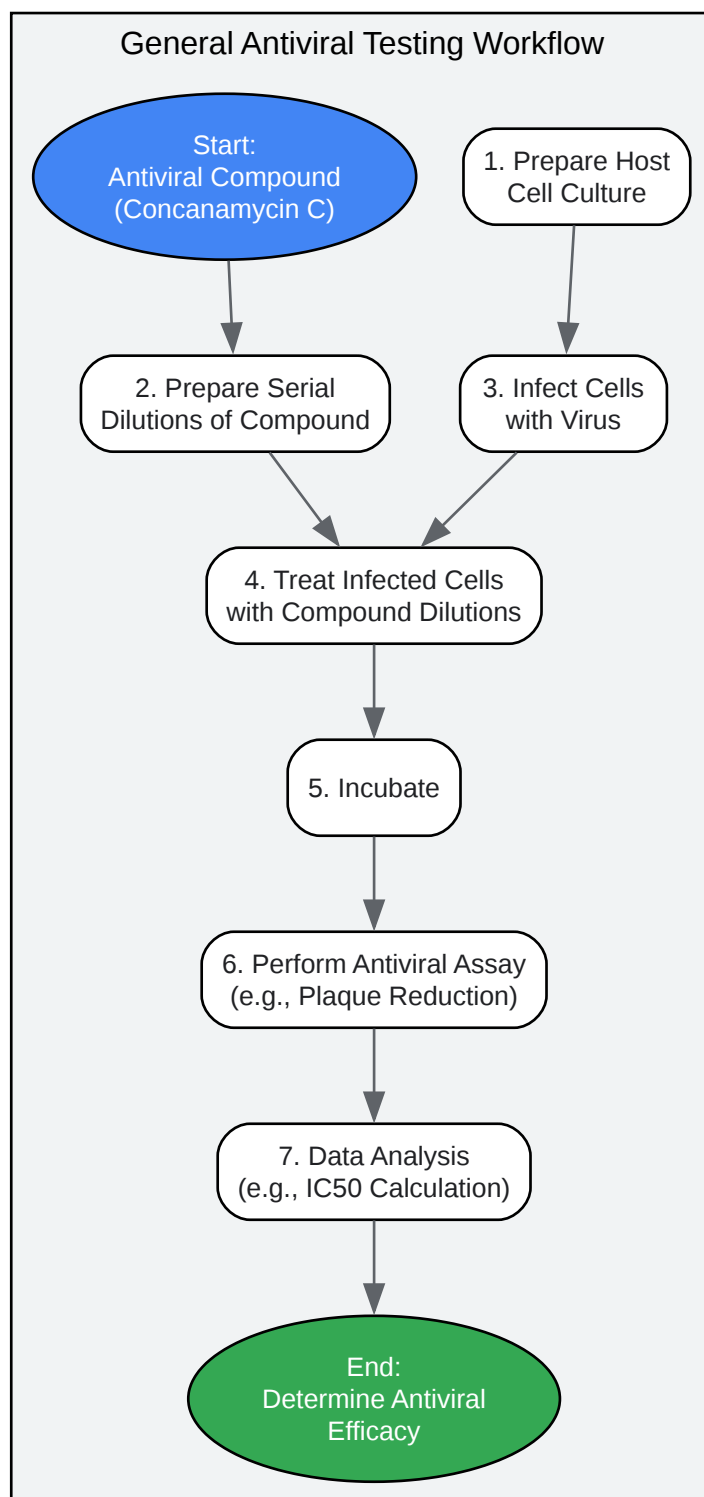 General Antiviral Testing Workflow
Start:
Antiviral Compound
(Concanamycin C)
1. Prepare Host
Cell Culture
2. Prepare Serial
Dilutions of Compound
3. Infect Cells
with Virus
4. Treat Infected Cells
with Compound Dilutions
5. Incubate
6. Perform Antiviral Assay
(e.g., Plaque Reduction)
7. Data Analysis
(e.g., IC50 Calculation)
End:
Determine Antiviral
Efficacy